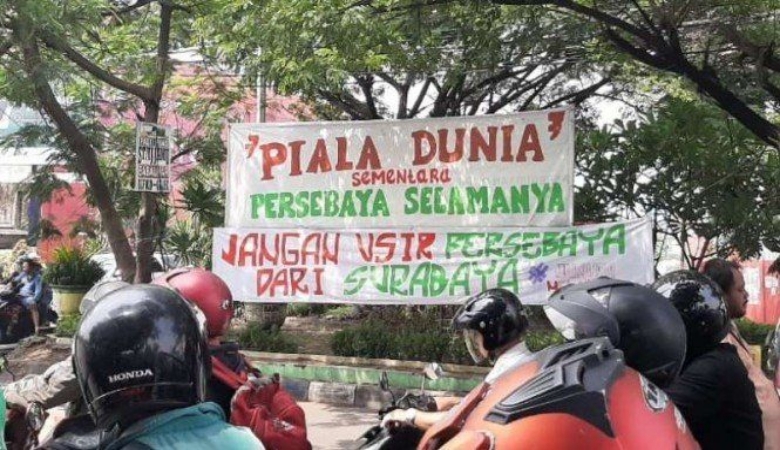 "PIALA DUNIA"
SEMENTARA
PERSEBAYA SELAMANYA
JANGAN USIR PERSEBAYA
DARI SURABAYA
HONDA